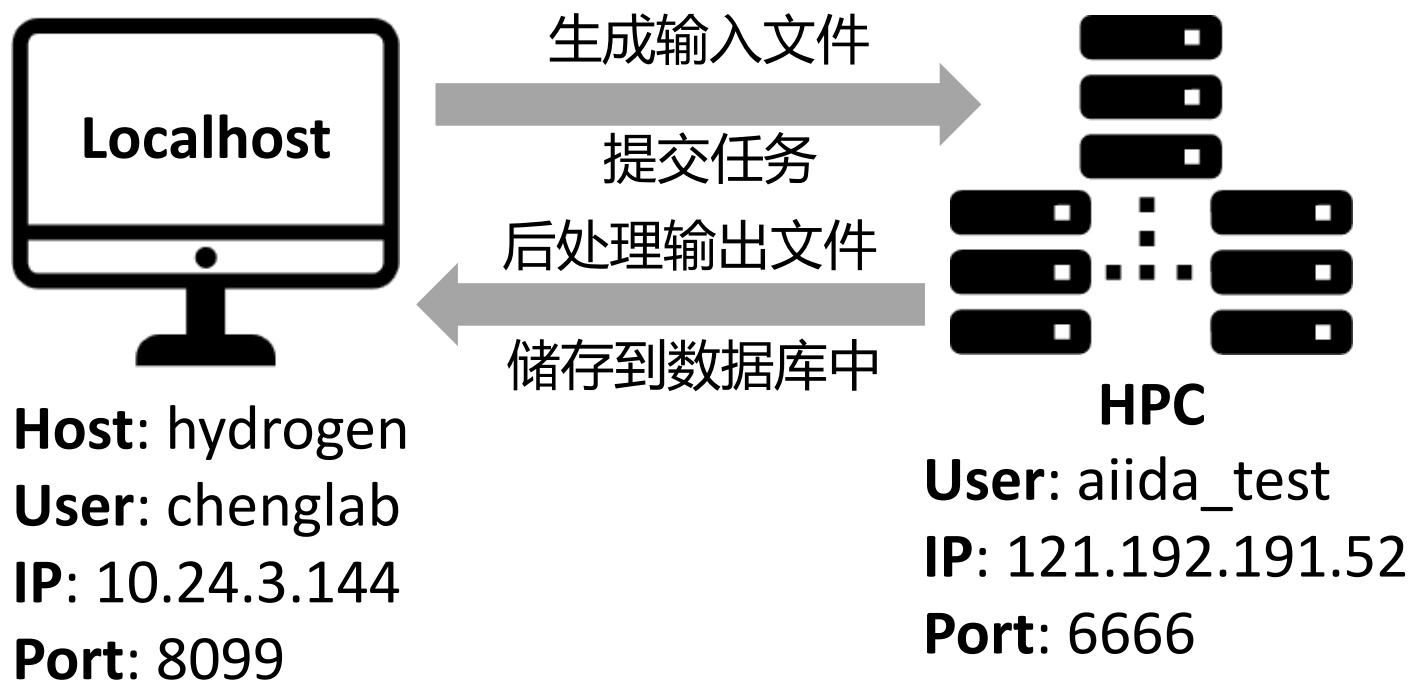 Localhost
生成输入文件
提交任务
后处理输出文件
储存到数据库中
Host: hydrogen
User: chenglab
IP: 10.24.3.144
Port: 8099
HPC
User: aiida_test
IP: 121.192.191.52
Port: 6666